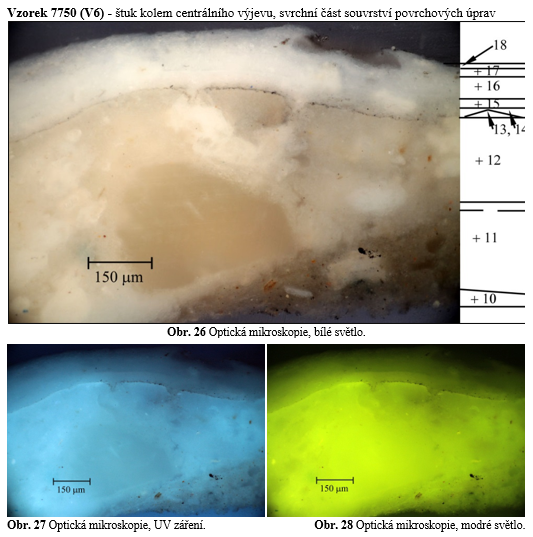 Vzorek 7750 (V6) - štuk kolem centrálního výjevu, svrchní část souvrství povrchových úprav
18
+ 17
+ 16
+ 15
13, 14
+ 12
+ 11
+ 10
150 µm
Obr. 26 Optická mikroskopie, bílé světlo.
150 µm
150 µm
Obr. 27 Optická mikroskopie, UV záření.
Obr. 28 Optická mikroskopie, modré světlo.